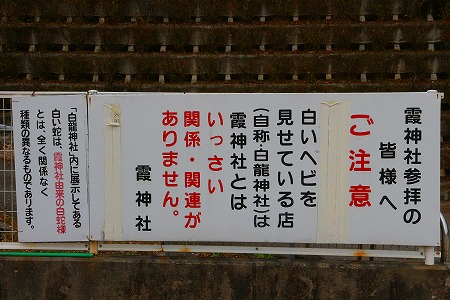 霞神社参拝の
皆様へ
ご注意
白いヘビを
見せている店
(自称・白龍神社)は
霞神社とは
いっさい
関係・関連が
ありません。
霞神社
「白龍神社」内に展示してある
白い蛇は、霞神社由来の白蛇様
とは、全く関係なく
種類の異なるものであります。